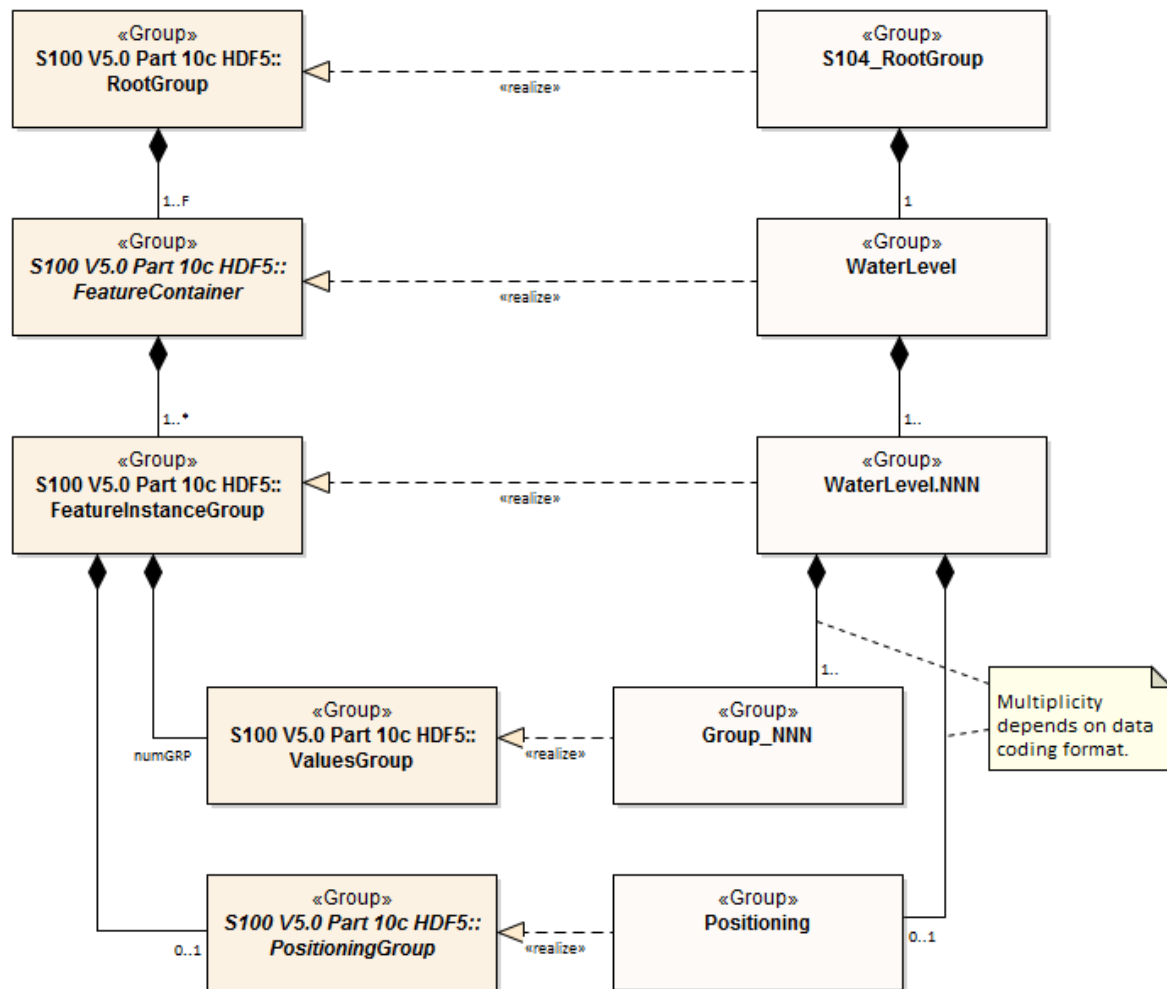 «Group»
S100 V5.0 Part 10c HDF5::
RootGroup
«Group»
S104_RootGroup
«realize»
1..F
1
«Group»
S100 V5.0 Part 10c HDF5::
FeatureContainer
«Group»
WaterLevel
«realize»
1..*
1..
«Group»
S100 V5.0 Part 10c HDF5::
FeatureInstanceGroup
«Group»
WaterLevel.NNN
«realize»
1..
«Group»
S100 V5.0 Part 10c HDF5::
ValuesGroup
numGRP
«Group»
Group_NNN
«realize»
Multiplicity
depends on data
coding format.
«Group»
S100 V5.0 Part 10c HDF5::
PositioningGroup
0..1
«Group»
Positioning
«realize»
0..1